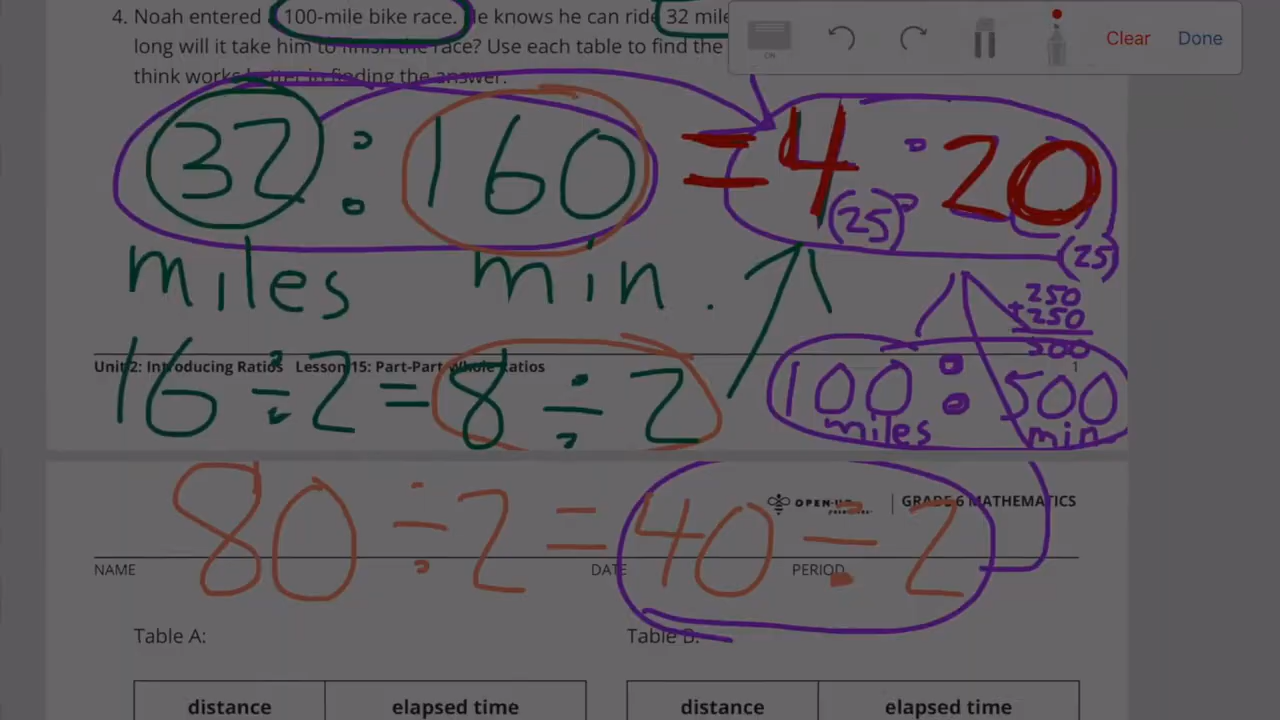 4. Noah entered 100-mile bike race. He knows he can ride 32
long will it take him to finish the race? Use each table to find the
think works better in finding the answer.
Clear Done
32 : 160 = 4 : 20
(25) (25)
miles min.
250
+250
500
Unit 2: Introducing Ratios Lesson 15: Part-Part-Whole Ratios 1
16 ÷ 2 = 8 ÷ 2
100 : 500
miles min
OPEN-UP GRADE 6 MATHEMATICS
80 ÷ 2 = 40 ÷ 2
NAME DATE PERIOD
Table A: Table B:
distance elapsed time distance elapsed time